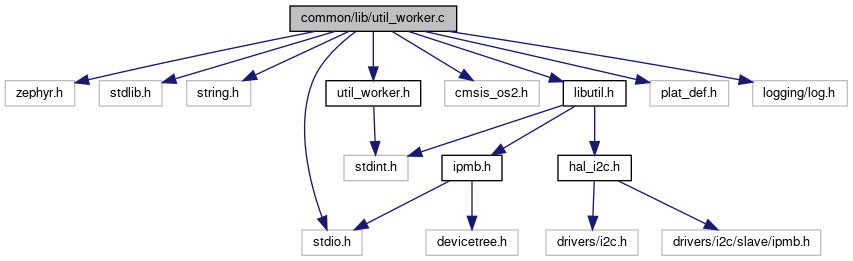 common/lib/util_worker.c
zephyr.h
stdlib.h
string.h
util_worker.h
cmsis_os2.h
libutil.h
plat_def.h
logging/log.h
stdint.h
ipmb.h
hal_i2c.h
stdio.h
devicetree.h
drivers/i2c.h
drivers/i2c/slave/ipmb.h